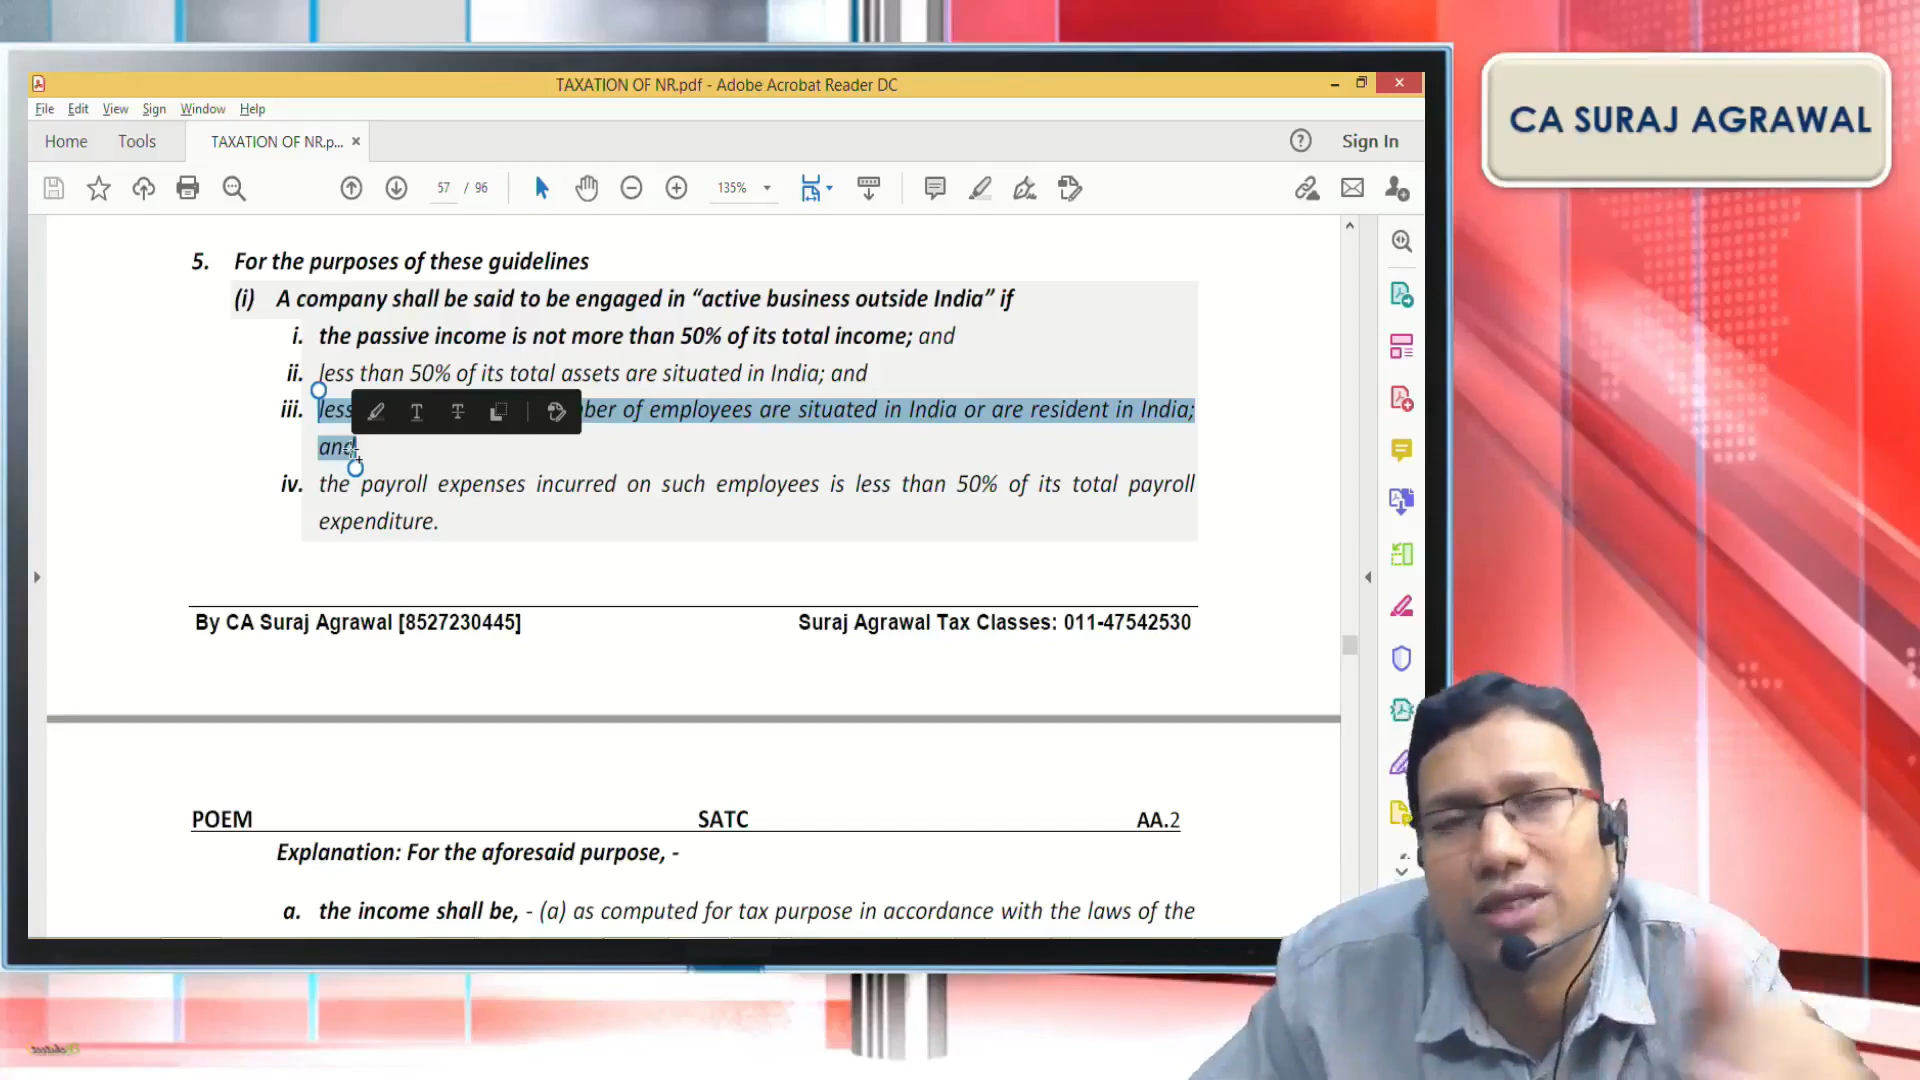 CA SURAJ AGRAWAL
TAXATION OF NR.pdf - Adobe Acrobat Reader DC
File Edit View Sign Window Help
Home Tools TAXATION OF NR.p... × Sign In
57 / 96 135%
5. For the purposes of these guidelines
(i) A company shall be said to be engaged in “active business outside India” if
i. the passive income is not more than 50% of its total income; and
ii. less than 50% of its total assets are situated in India; and
iii. less of employees are situated in India or are resident in India;
and
iv. the payroll expenses incurred on such employees is less than 50% of its total payroll
expenditure.
By CA Suraj Agrawal [8527230445] Suraj Agrawal Tax Classes: 011-47542530
POEM SATC AA.2
Explanation: For the aforesaid purpose, -
a. the income shall be, - (a) as computed for tax purpose in accordance with the laws of the